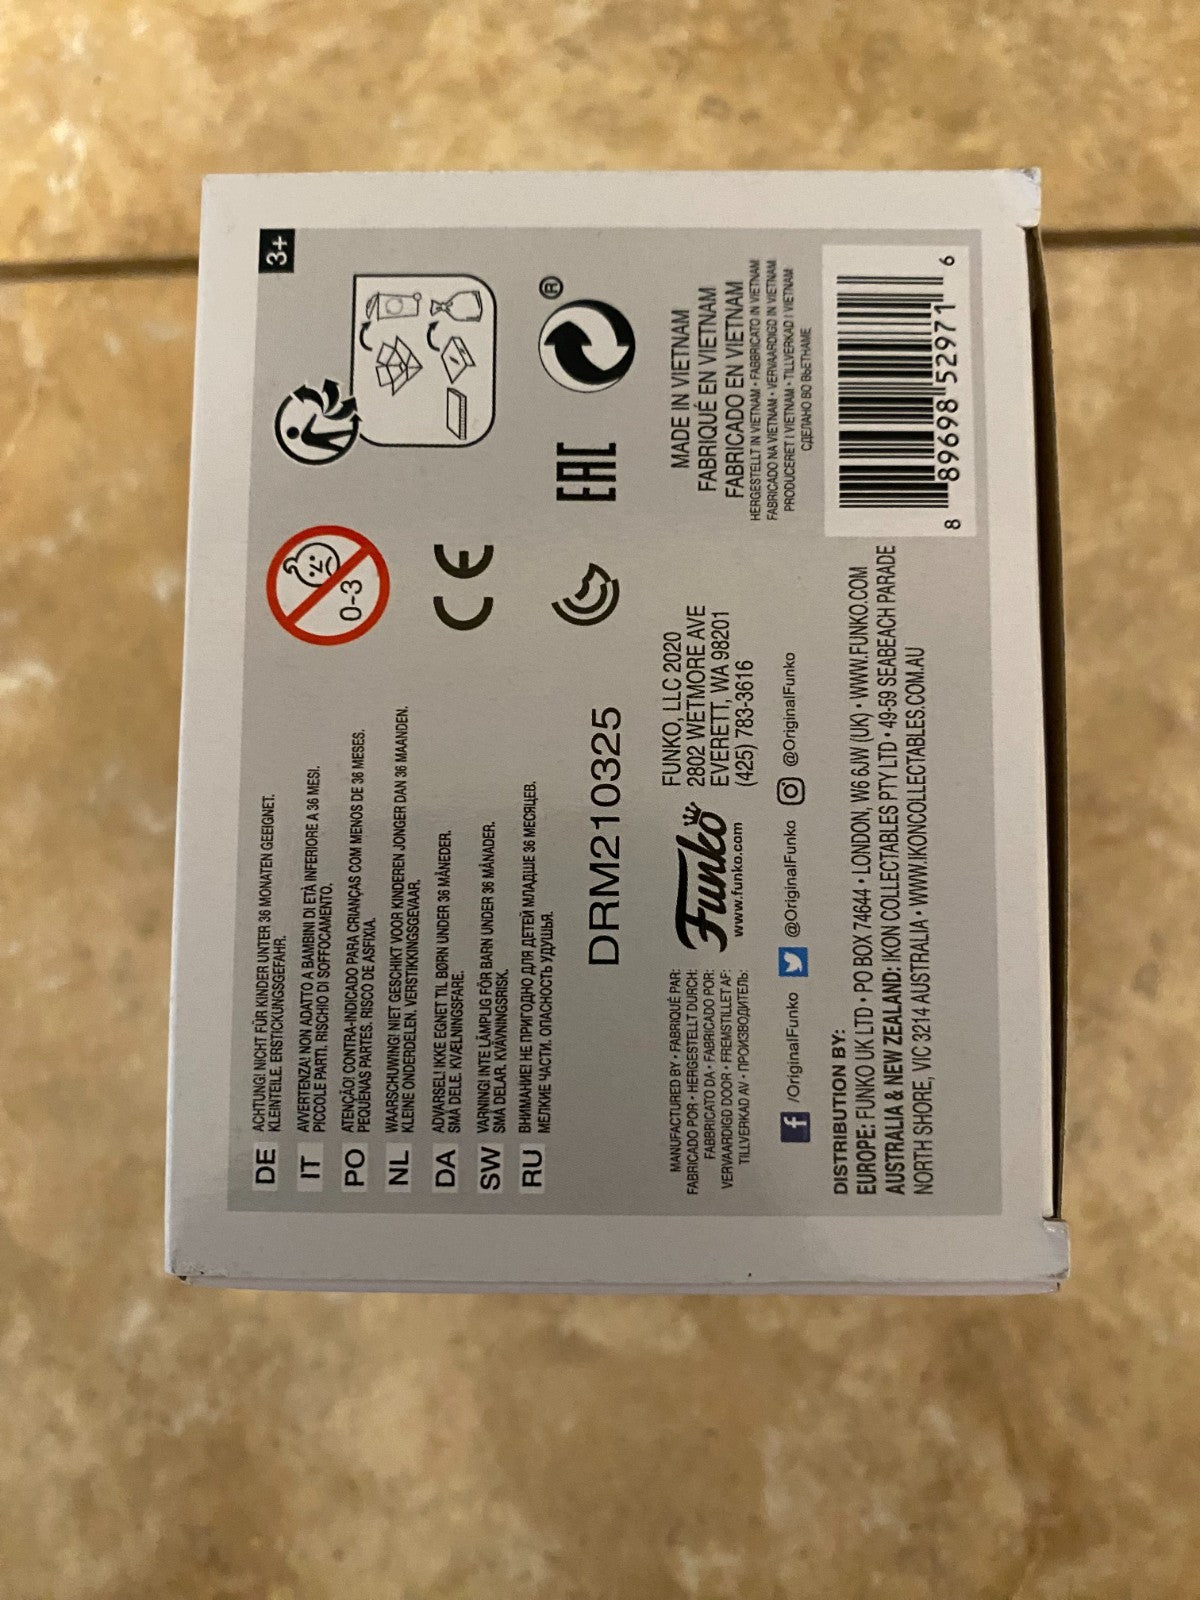 3+
DE ACHTUNG! NICHT FÜR KINDER UNTER 36 MONATEN GEEIGNET.
KLEINTEILE. ERSTICKUNGSGEFAHR.
IT AVVERTENZA! NON ADATTO A BAMBINI DI ETÀ INFERIORE A 36 MESI.
PICCOLE PARTI. RISCHIO DI SOFFOCAMENTO.
PO ATENÇÃO! CONTRA-INDICADO PARA CRIANÇAS COM MENOS DE 36 MESES.
PEQUENAS PARTES. RISCO DE ASFIXIA.
NL WAARSCHUWING! NIET GESCHIKT VOOR KINDEREN JONGER DAN 36 MAANDEN.
KLEINE ONDERDELEN. VERSTIKKINGSGEVAAR.
DA ADVARSEL! IKKE EGNET TIL BØRN UNDER 36 MÅNEDER.
SMÅ DELE. KVÆLNINGSFARE.
SW VARNING! INTE LÄMPLIG FÖR BARN UNDER 36 MÅNADER.
SMÅ DELAR. KVÄVNINGSRISK.
RU ВНИМАНИЕ! НЕ ПРИГОДНО ДЛЯ ДЕТЕЙ МЛАДШЕ 36 МЕСЯЦЕВ.
МЕЛКИЕ ЧАСТИ. ОПАСНОСТЬ УДУШЬЯ.
0-3
CE
EAC
®
DRM210325
MANUFACTURED BY • FABRIQUÉ PAR:
FABRICADO POR • HERGESTELLT DURCH:
FABBRICATO DA • FABRICADO POR:
VERVAARDIGD DOOR • FREMSTILLET AF:
TILLVERKAD AV • ПРОИЗВОДИТЕЛЬ:
Funko
www.funko.com
FUNKO, LLC 2020
2802 WETMORE AVE
EVERETT, WA 98201
(425) 783-3616
MADE IN VIETNAM
FABRIQUÉ EN VIETNAM
FABRICADO EN VIETNAM
HERGESTELLT IN VIETNAM • FABBRICATO IN VIETNAM
FABRICADO NA VIETNAM • VERVAARDIGD IN VIETNAM
PRODUCERET I VIETNAM • TILLVERKAD I VIETNAM
СДЕЛАНО ВО ВЬЕТНАМЕ
f /OriginalFunko @OriginalFunko @OriginalFunko
DISTRIBUTION BY:
EUROPE: FUNKO UK LTD • PO BOX 74644 • LONDON, W6 6JW (UK) • WWW.FUNKO.COM
AUSTRALIA & NEW ZEALAND: IKON COLLECTABLES PTY LTD • 49-59 SEABEACH PARADE
NORTH SHORE, VIC 3214 AUSTRALIA • WWW.IKONCOLLECTABLES.COM.AU
8 89698 52971 6